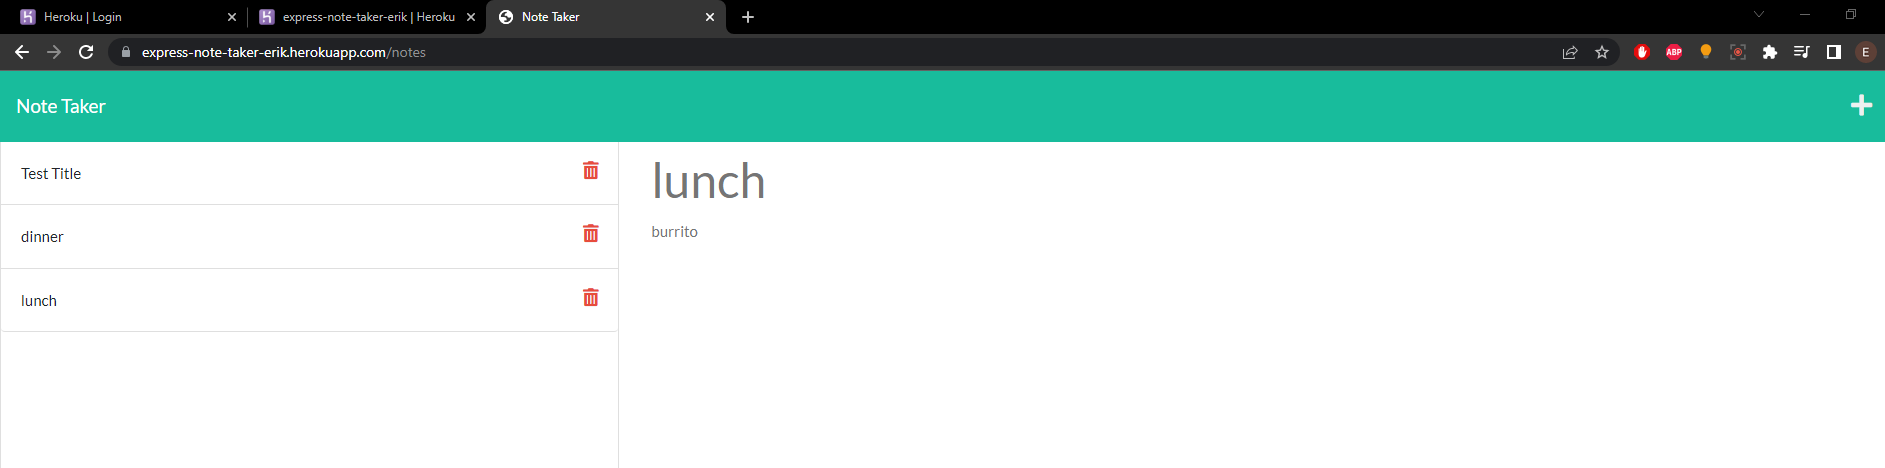 Heroku | Login
express-note-taker-erik | Heroku
Note Taker
express-note-taker-erik.herokuapp.com/notes
ABP
E
Note Taker
Test Title
dinner
lunch
lunch
burrito